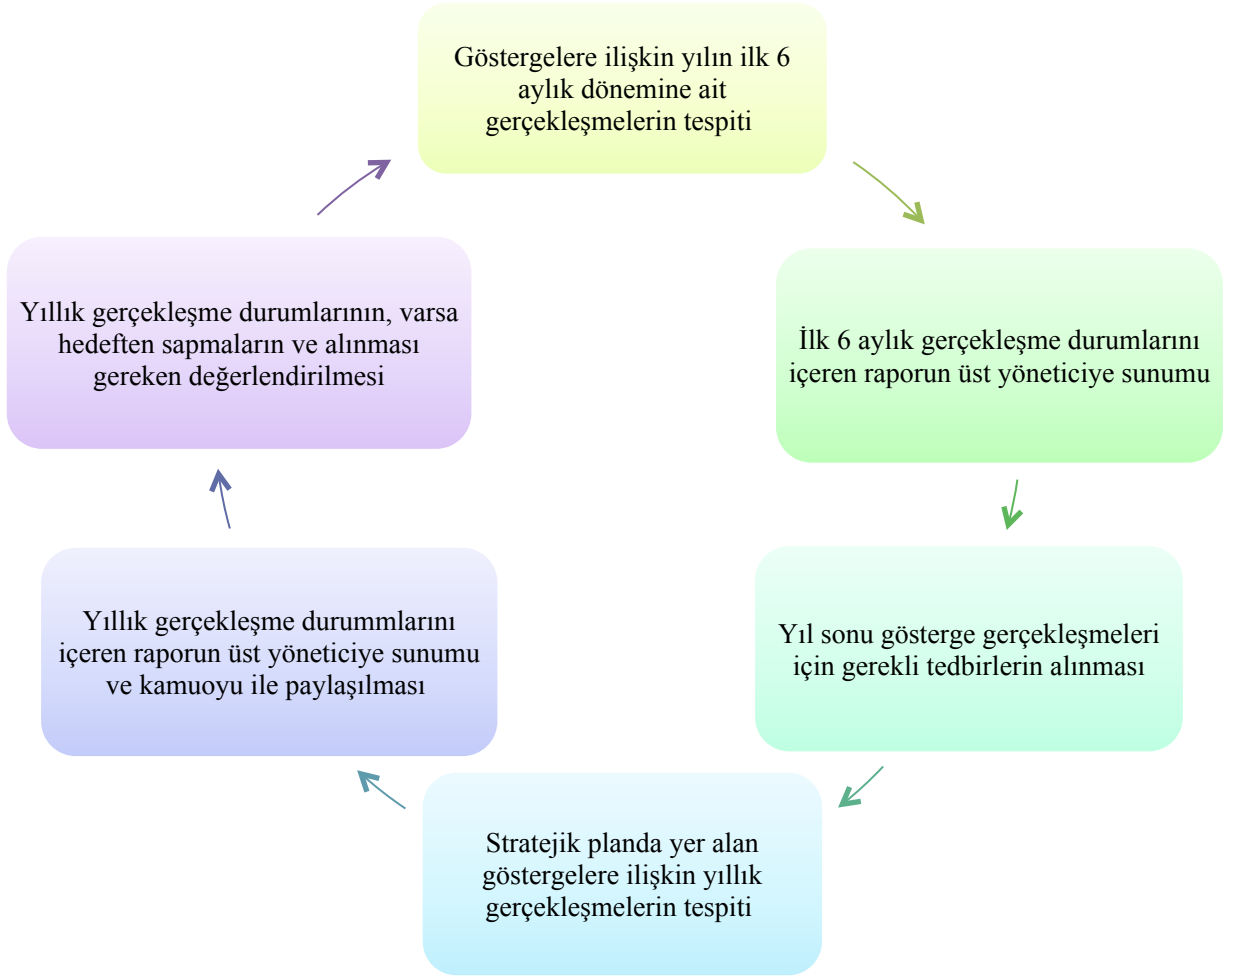 Göstergelere ilişkin yılın ilk 6
aylık dönemine ait
gerçekleşmelerin tespiti
İlk 6 aylık gerçekleşme durumlarını
içeren raporun üst yöneticiye sunumu
Yıl sonu gösterge gerçekleşmeleri
için gerekli tedbirlerin alınması
Stratejik planda yer alan
göstergelere ilişkin yıllık
gerçekleşmelerin tespiti
Yıllık gerçekleşme durummlarını
içeren raporun üst yöneticiye sunumu
ve kamuoyu ile paylaşılması
Yıllık gerçekleşme durumlarının, varsa
hedeften sapmaların ve alınması
gereken değerlendirilmesi